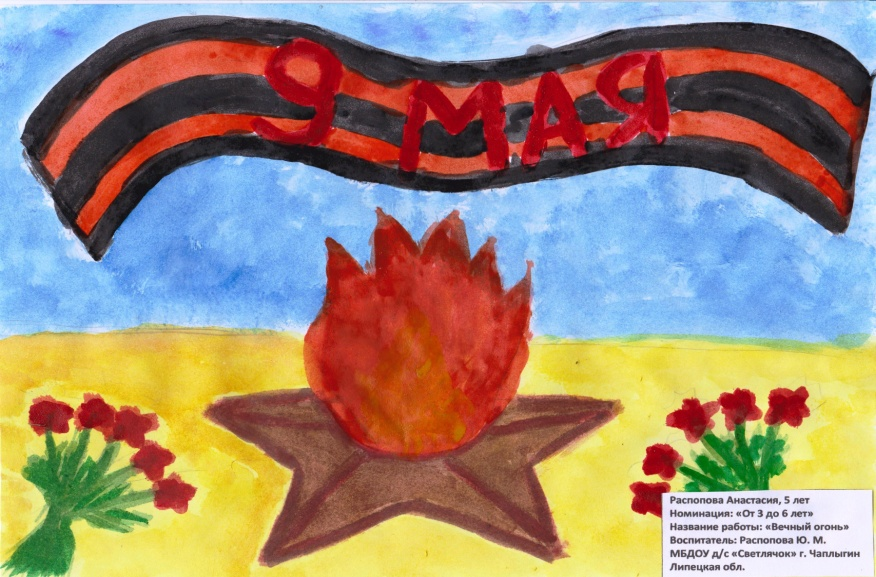 9 МАЯ
Распопова Анастасия, 5 лет
Номинация: «От 3 до 6 лет»
Название работы: «Вечный огонь»
Воспитатель: Распопова Ю. М.
МБДОУ д/с «Светлячок» г. Чаплыгин
Липецкая обл.